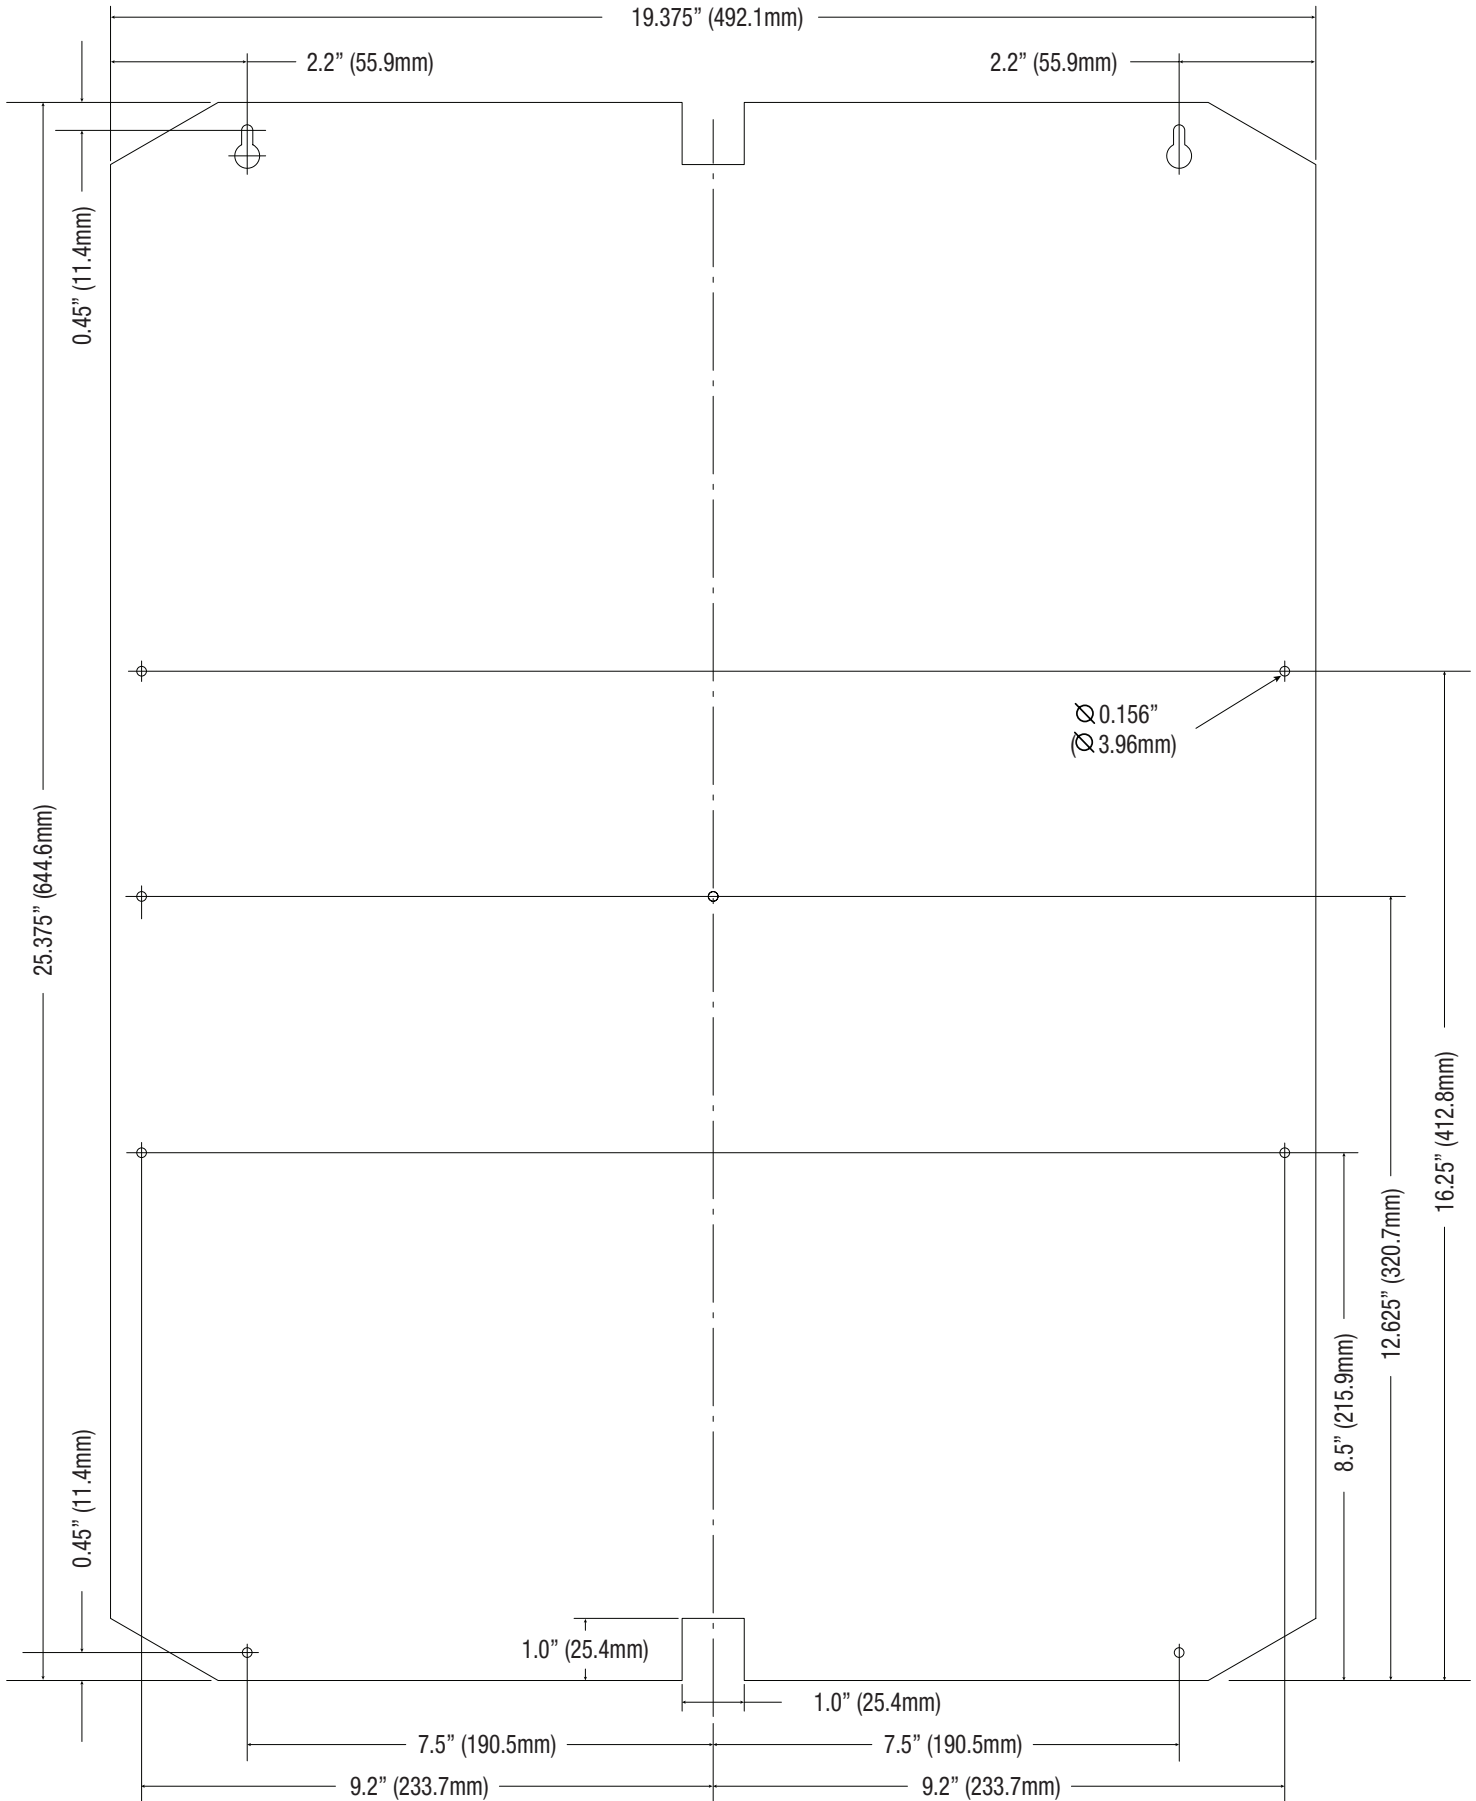 19.375” (492.1mm)
2.2” (55.9mm)
2.2” (55.9mm)
0.45” (11.4mm)
Ø 0.156”
(Ø 3.96mm)
25.375” (644.6mm)
16.25” (412.8mm)
12.625” (320.7mm)
8.5” (215.9mm)
0.45” (11.4mm)
1.0” (25.4mm)
1.0” (25.4mm)
7.5” (190.5mm)
7.5” (190.5mm)
9.2” (233.7mm)
9.2” (233.7mm)